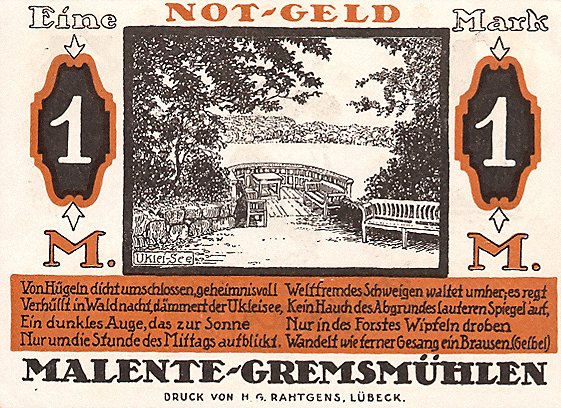 Eine NOT-GELD Mark
1 1
M. M.
Uklei-See
Von Hügeln dicht umschlossen, geheimnisvoll
Verhüllt in Waldnacht, dämmert der Ukleisee,
Ein dunkles Auge, das zur Sonne
Nur um die Stunde des Mittags aufblickt.
Weltfremdes Schweigen waltet umher; es regt
Kein Hauch des Abgrundes lauteren Spiegel auf,
Nur in des Forstes Wipfeln droben
Wandelt wie ferner Gesang ein Brausen. (Geibel)
MALENTE-GREMSMÜHLEN
DRUCK VON H. G. RAHTGENS, LÜBECK.